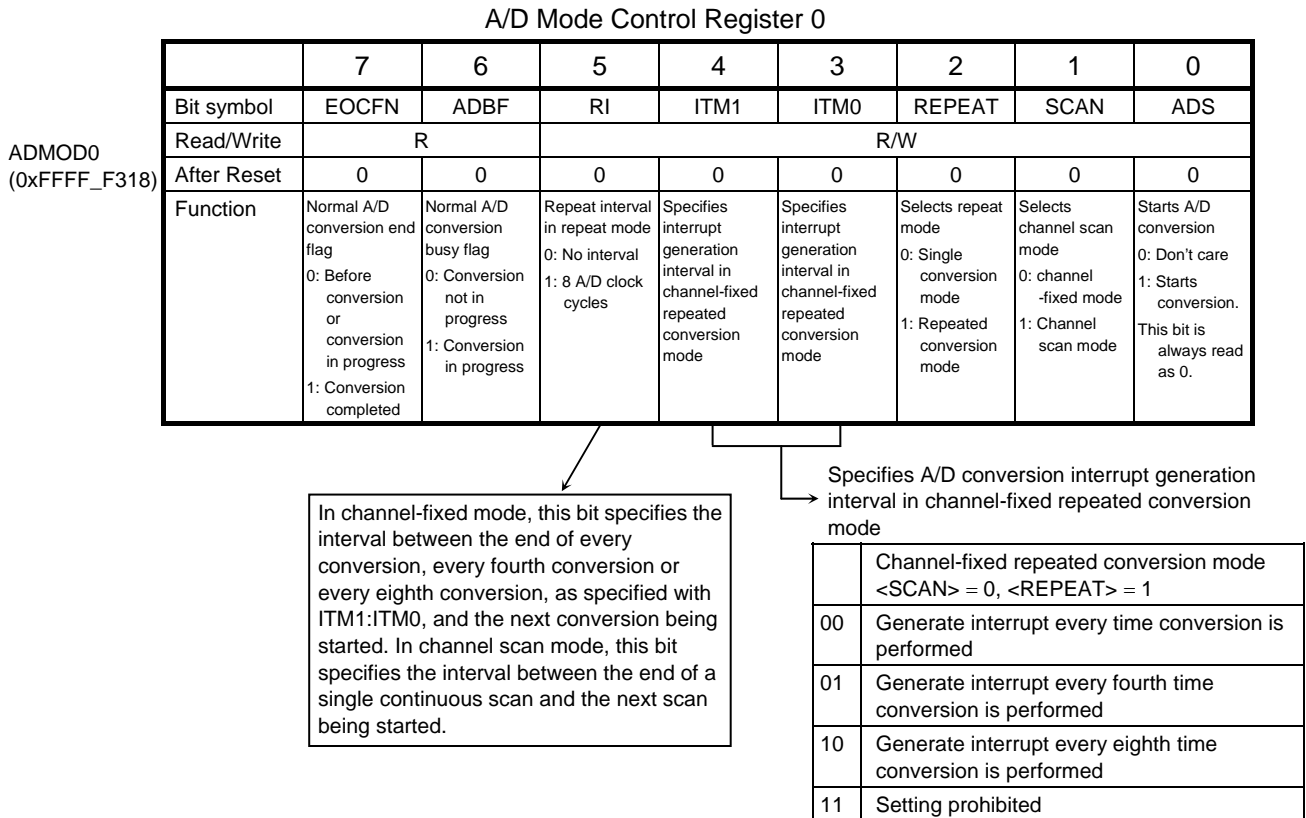 A/D Mode Control Register 0
7 6 5 4 3 2 1 0
Bit symbol EOCFN ADBF RI ITM1 ITM0 REPEAT SCAN ADS
ADMOD0
(0xFFFF_F318)
Read/Write R R/W
After Reset 0 0 0 0 0 0 0 0
Function
Normal A/D
conversion end
flag
0: Before
conversion
or
conversion
in progress
1: Conversion
completed
Normal A/D
conversion
busy flag
0: Conversion
not in
progress
1: Conversion
in progress
Repeat interval
in repeat mode
0: No interval
1: 8 A/D clock
cycles
Specifies
interrupt
generation
interval in
channel-fixed
repeated
conversion
mode
Specifies
interrupt
generation
interval in
channel-fixed
repeated
conversion
mode
Selects repeat
mode
0: Single
conversion
mode
1: Repeated
conversion
mode
Selects
channel scan
mode
0: channel
-fixed mode
1: Channel
scan mode
Starts A/D
conversion
0: Don't care
1: Starts
conversion.
This bit is
always read
as 0.
In channel-fixed mode, this bit specifies the
interval between the end of every
conversion, every fourth conversion or
every eighth conversion, as specified with
ITM1:ITM0, and the next conversion being
started. In channel scan mode, this bit
specifies the interval between the end of a
single continuous scan and the next scan
being started.
Specifies A/D conversion interrupt generation
interval in channel-fixed repeated conversion
mode
Channel-fixed repeated conversion mode
<SCAN> = 0, <REPEAT> = 1
00 Generate interrupt every time conversion is
performed
01 Generate interrupt every fourth time
conversion is performed
10 Generate interrupt every eighth time
conversion is performed
11 Setting prohibited